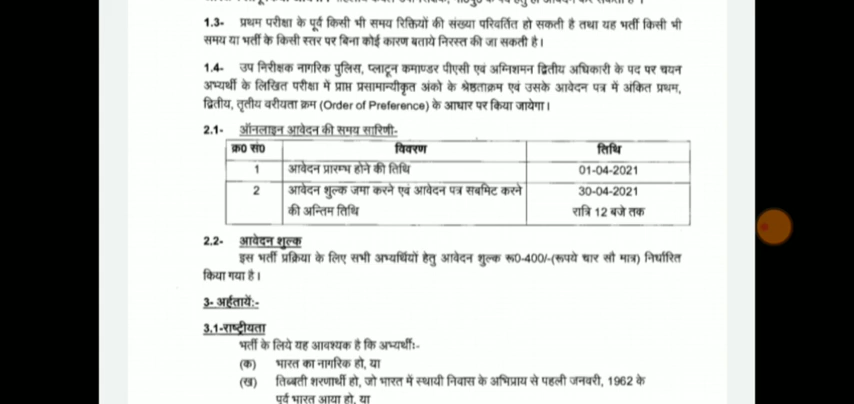 1.3- प्रथम परीक्षा के पूर्व किसी भी समय रिक्तियों की संख्या परिवर्तित हो सकती है तथा यह भर्ती किसी भी
समय या भर्ती के किसी स्तर पर बिना कोई कारण बताये निरस्त की जा सकती है।
1.4- उप निरीक्षक नागरिक पुलिस, प्लाटून कमाण्डर पीएसी एवं अग्निशमन द्वितीय अधिकारी के पद पर चयन
अभ्यर्थी के लिखित परीक्षा में प्राप्त प्रसामान्यीकृत अंको के श्रेष्ठताक्रम एवं उसके आवेदन पत्र में अंकित प्रथम,
द्वितीय, तृतीय वरीयता क्रम (Order of Preference) के आधार पर किया जायेगा।
2.1- ऑनलाइन आवेदन की समय सारिणी-
क्र0 सं0 विवरण तिथि
1 आवेदन प्रारम्भ होने की तिथि 01-04-2021
2 आवेदन शुल्क जमा करने एवं आवेदन पत्र सबमिट करने 30-04-2021
की अन्तिम तिथि रात्रि 12 बजे तक
2.2- आवेदन शुल्क
इस भर्ती प्रक्रिया के लिए सभी अभ्यर्थियों हेतु आवेदन शुल्क रू0-400/-(रूपये चार सौ मात्र) निर्धारित
किया गया है।
3- अर्हतायें:-
3.1-राष्ट्रीयता
भर्ती के लिये यह आवश्यक है कि अभ्यर्थीः-
(क) भारत का नागरिक हो, या
(ख) तिब्बती शरणार्थी हो, जो भारत में स्थायी निवास के अभिप्राय से पहली जनवरी, 1962 के
पूर्व भारत आया हो, या